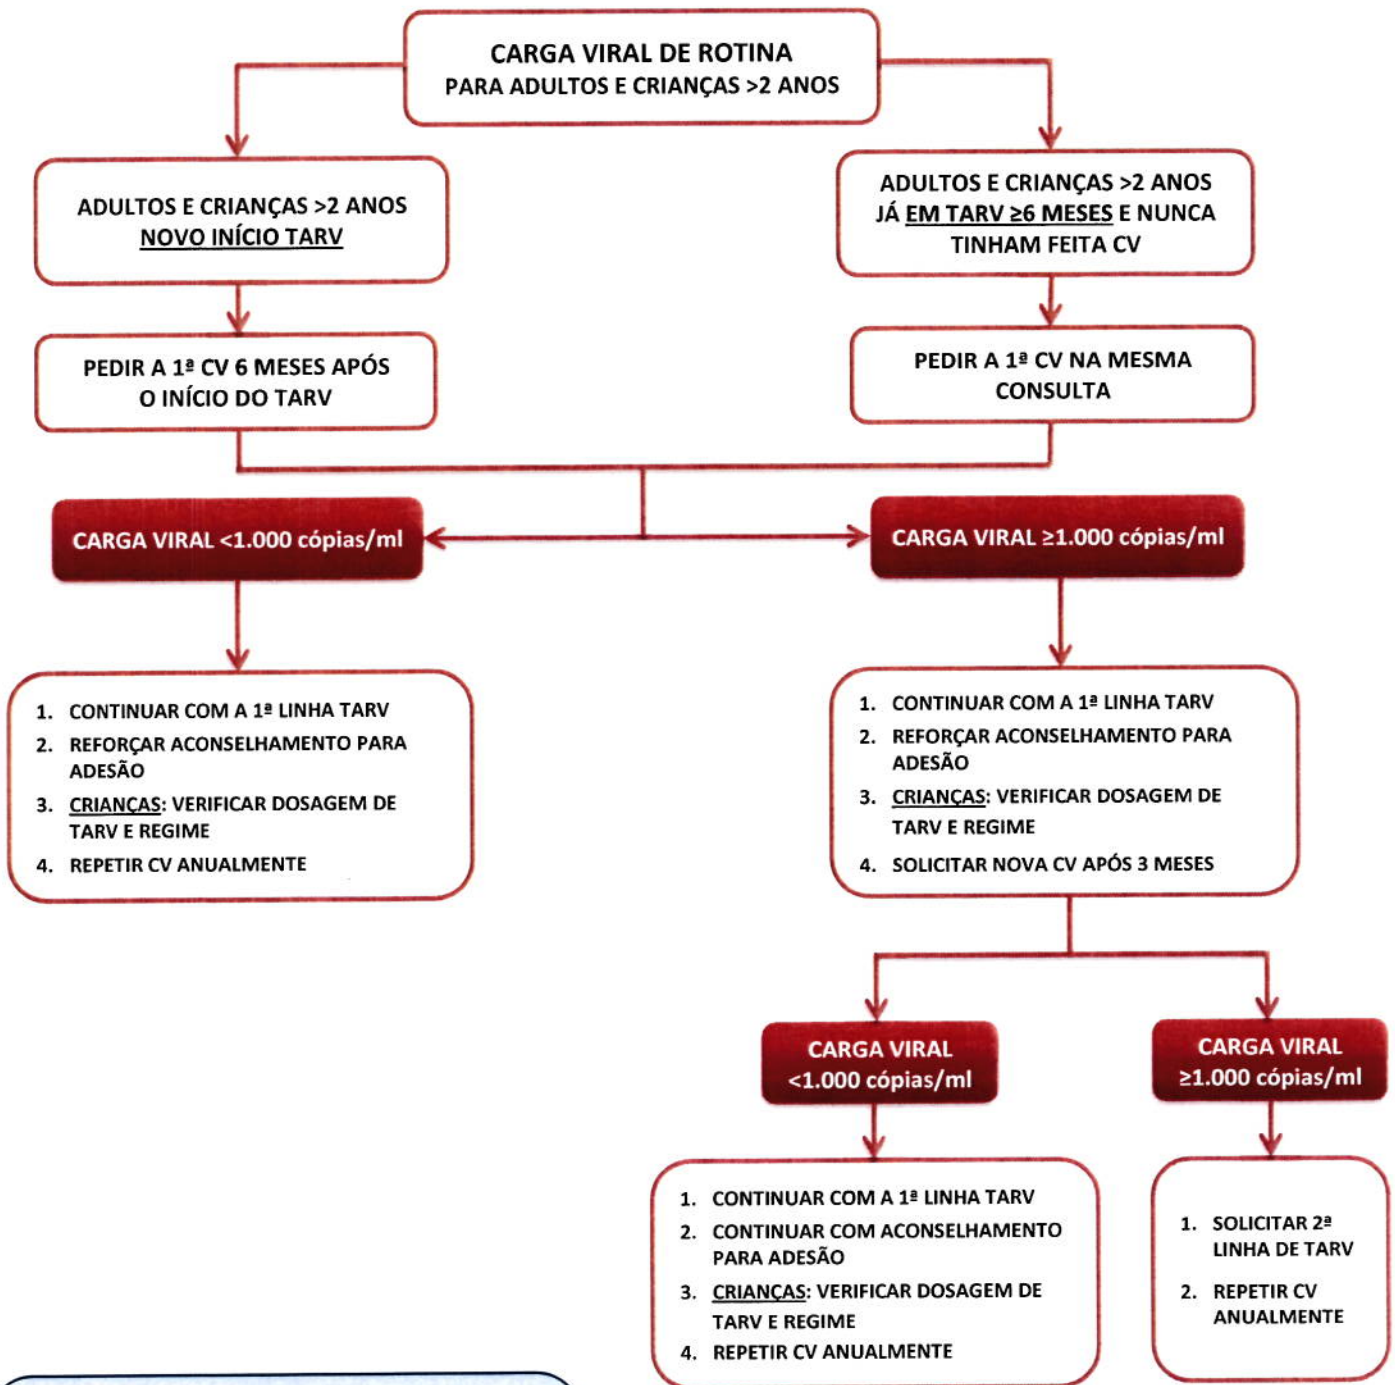 CARGA VIRAL DE ROTINA
PARA ADULTOS E CRIANÇAS >2 ANOS
ADULTOS E CRIANÇAS >2 ANOS
NOVO INÍCIO TARV
ADULTOS E CRIANÇAS >2 ANOS
JÁ EM TARV ≥6 MESES E NUNCA
TINHAM FEITA CV
PEDIR A 1ª CV 6 MESES APÓS
O INÍCIO DO TARV
PEDIR A 1ª CV NA MESMA
CONSULTA
CARGA VIRAL <1.000 cópias/ml
CARGA VIRAL ≥1.000 cópias/ml
1. CONTINUAR COM A 1ª LINHA TARV
2. REFORÇAR ACONSELHAMENTO PARA
ADESÃO
3. CRIANÇAS: VERIFICAR DOSAGEM DE
TARV E REGIME
4. REPETIR CV ANUALMENTE
1. CONTINUAR COM A 1ª LINHA TARV
2. REFORÇAR ACONSELHAMENTO PARA
ADESÃO
3. CRIANÇAS: VERIFICAR DOSAGEM DE
TARV E REGIME
4. SOLICITAR NOVA CV APÓS 3 MESES
CARGA VIRAL
<1.000 cópias/ml
CARGA VIRAL
≥1.000 cópias/ml
1. CONTINUAR COM A 1ª LINHA TARV
2. CONTINUAR COM ACONSELHAMENTO
PARA ADESÃO
3. CRIANÇAS: VERIFICAR DOSAGEM DE
TARV E REGIME
4. REPETIR CV ANUALMENTE
1. SOLICITAR 2ª
LINHA DE TARV
2. REPETIR CV
ANUALMENTE